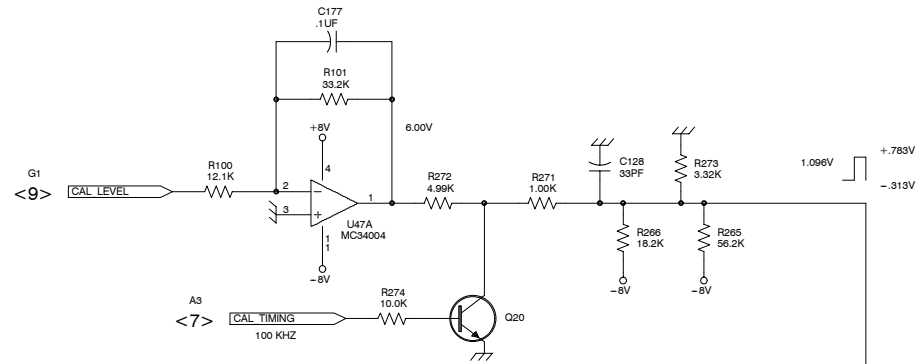 C177
.1UF
R101
33.2K
+8V
6.00V
4
R100
12.1K
G1
<9>
CAL LEVEL
2
−
3
+
1
U47A
MC34004
1
1
−8V
R272
4.99K
R271
1.00K
C128
33PF
R273
3.32K
1.096V
+.783V
−.313V
R266
18.2K
−8V
R265
56.2K
−8V
A3
<7>
CAL TIMING
100 KHZ
R274
10.0K
Q20